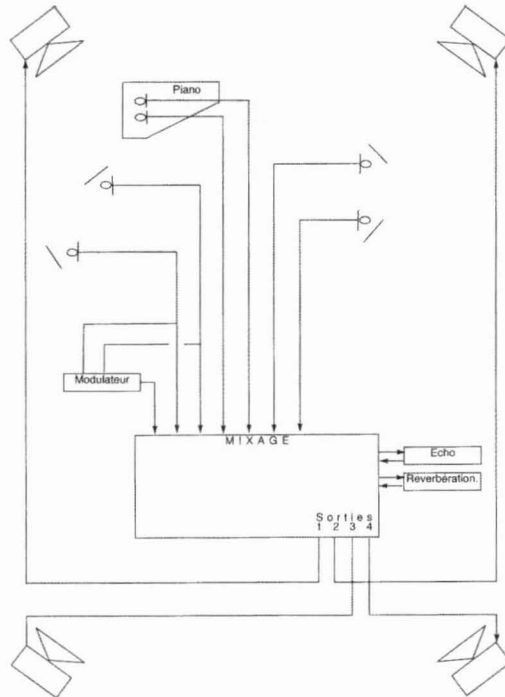 Piano
Modulateur
MIXAGE
Echo
Reverbération.
Sorties
1 2 3 4